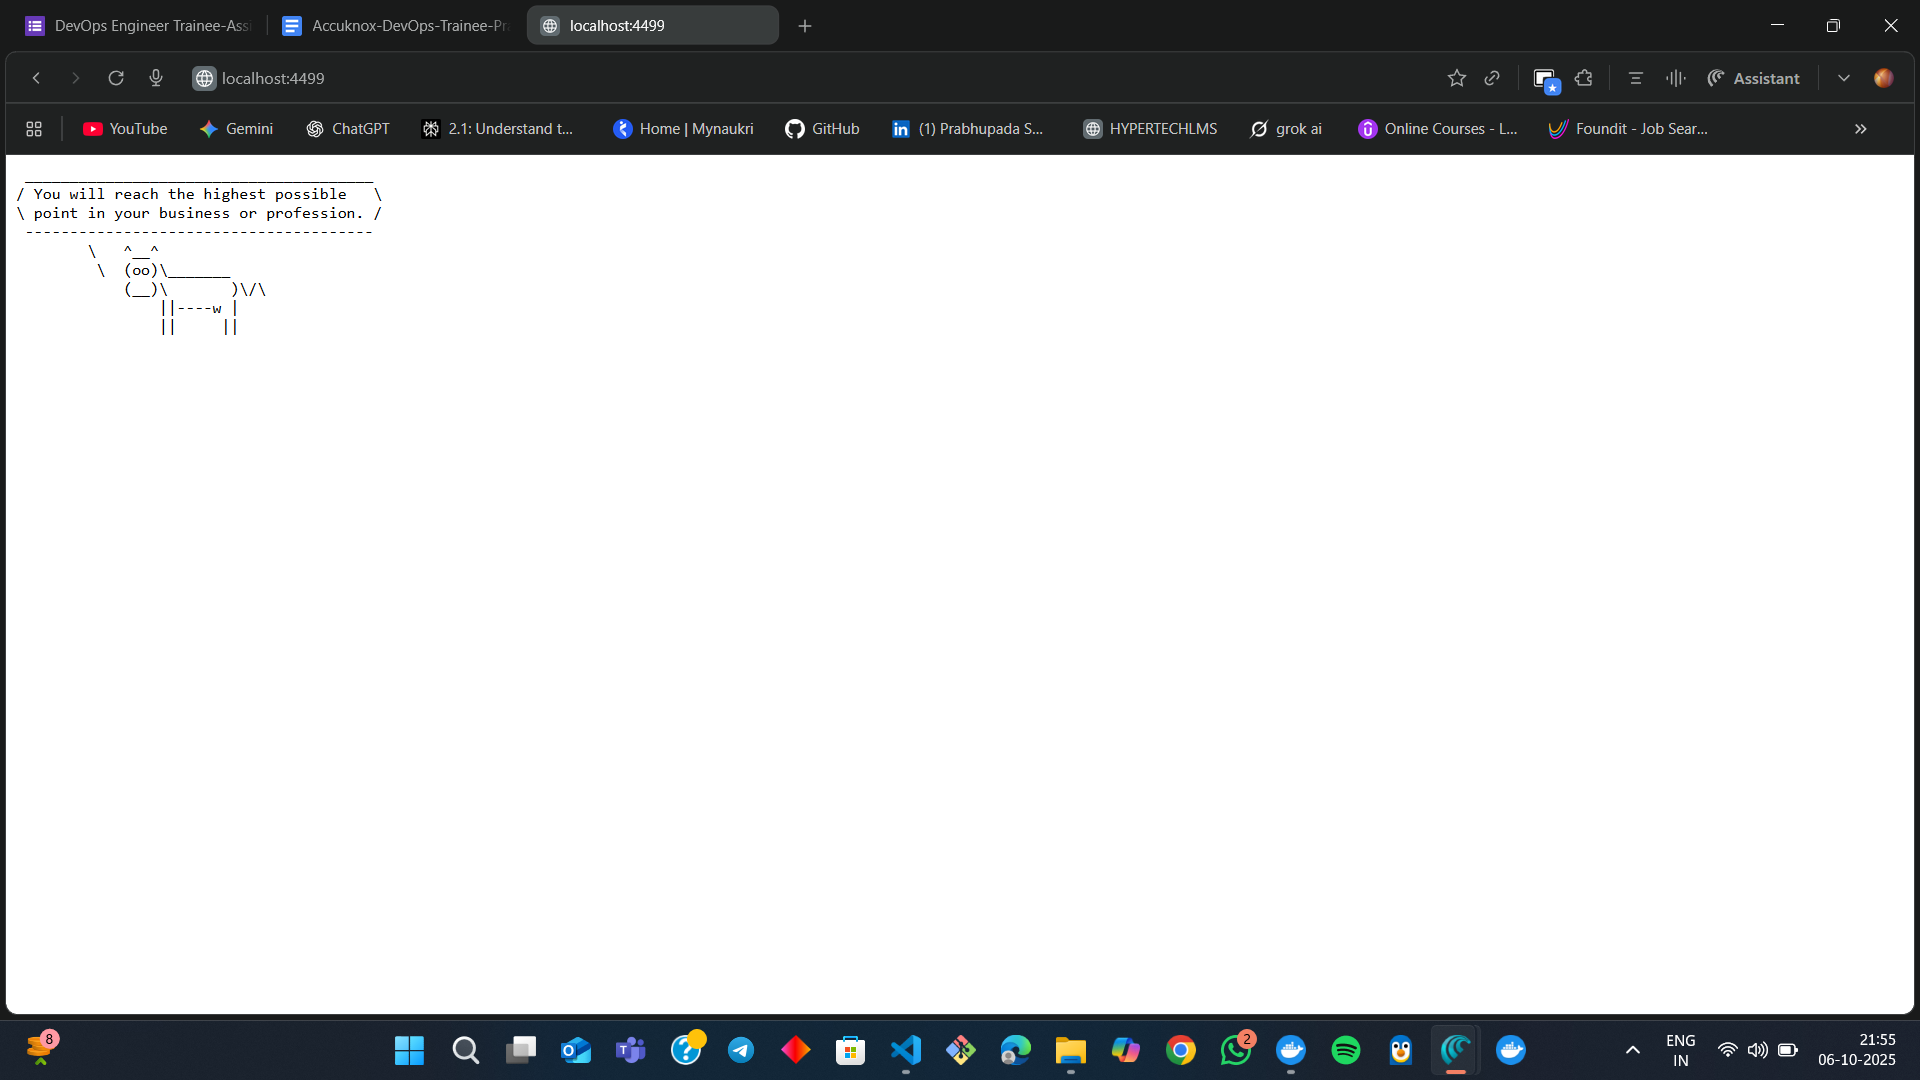 DevOps Engineer Trainee-Ass
Accuknox-DevOps-Trainee-Pr
localhost:4499
localhost:4499
Assistant
YouTube
Gemini
ChatGPT
2.1: Understand t...
Home | Mynaukri
GitHub
(1) Prabhupada S...
HYPERTECHLMS
grok ai
Online Courses - L...
Foundit - Job Sear...
 _______________________________________
/ You will reach the highest possible   \
\ point in your business or profession. /
 ---------------------------------------
        \   ^__^
         \  (oo)\_______
            (__)\       )\/\
                ||----w |
                ||     ||
8
2
ENG
IN
21:55
06-10-2025